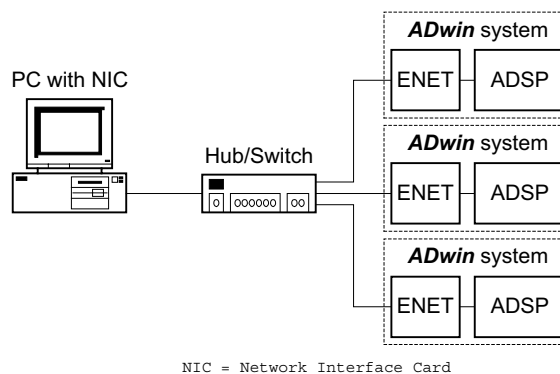 ADwin system
ENET ADSP
PC with NIC
Hub/Switch
ADwin system
ENET ADSP
ADwin system
ENET ADSP
NIC = Network Interface Card